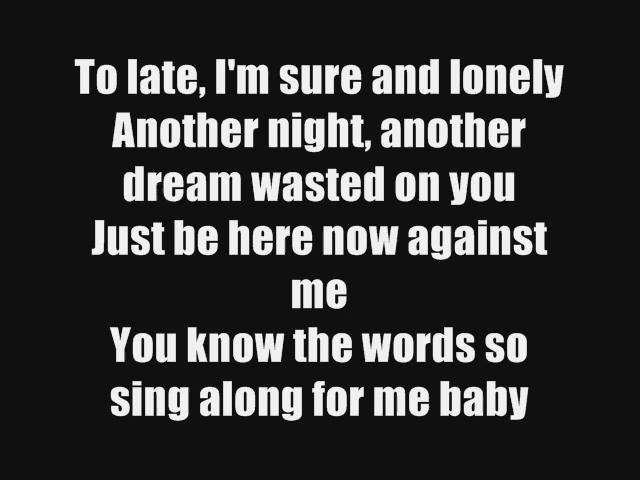 To late, I'm sure and lonely
Another night, another
dream wasted on you
Just be here now against
me
You know the words so
sing along for me baby